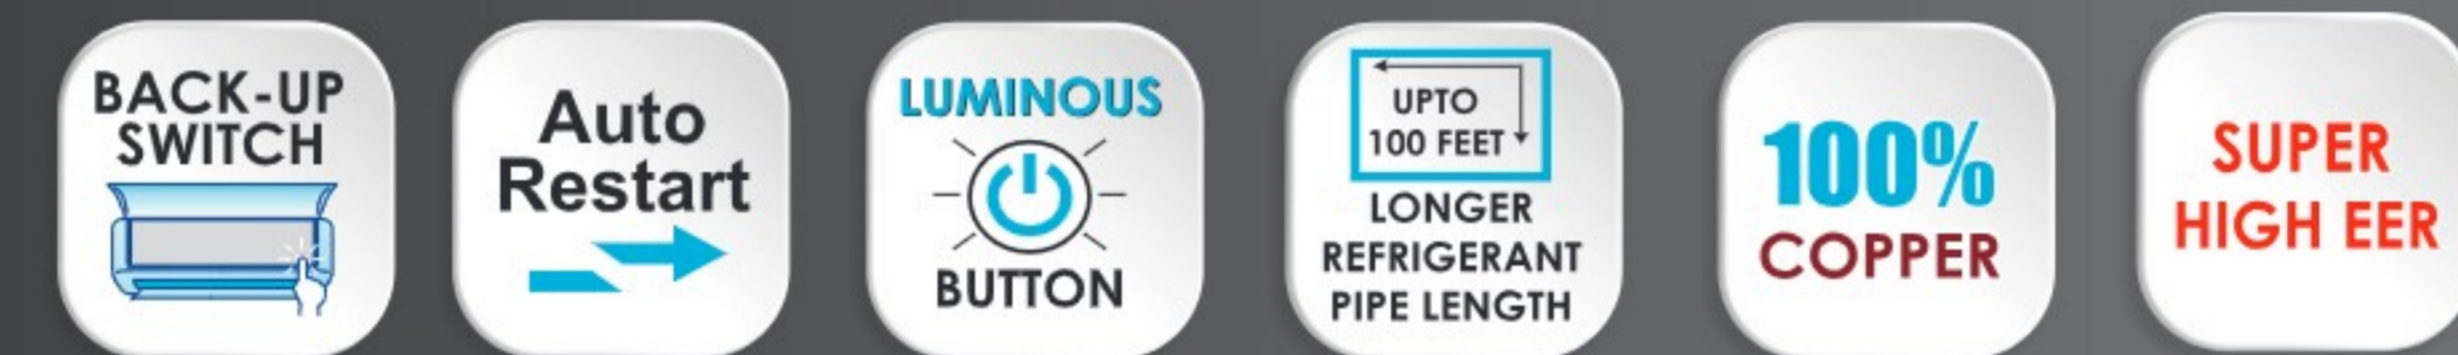 BACK-UP
SWITCH
Auto
Restart
LUMINOUS
BUTTON
UPTO
100 FEET
LONGER
REFRIGERANT
PIPE LENGTH
100%
COPPER
SUPER
HIGH EER